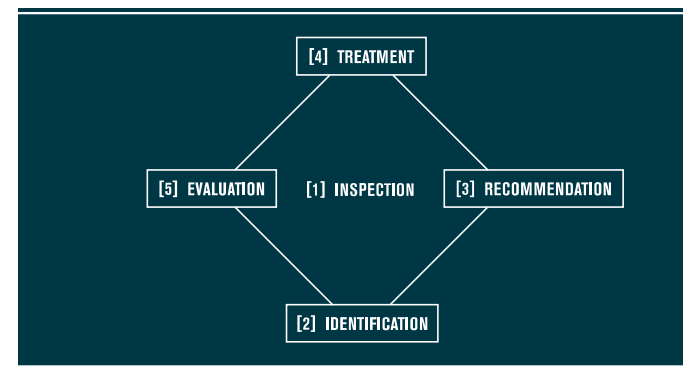 [4] TREATMENT
[5] EVALUATION
[1] INSPECTION
[3] RECOMMENDATION
[2] IDENTIFICATION